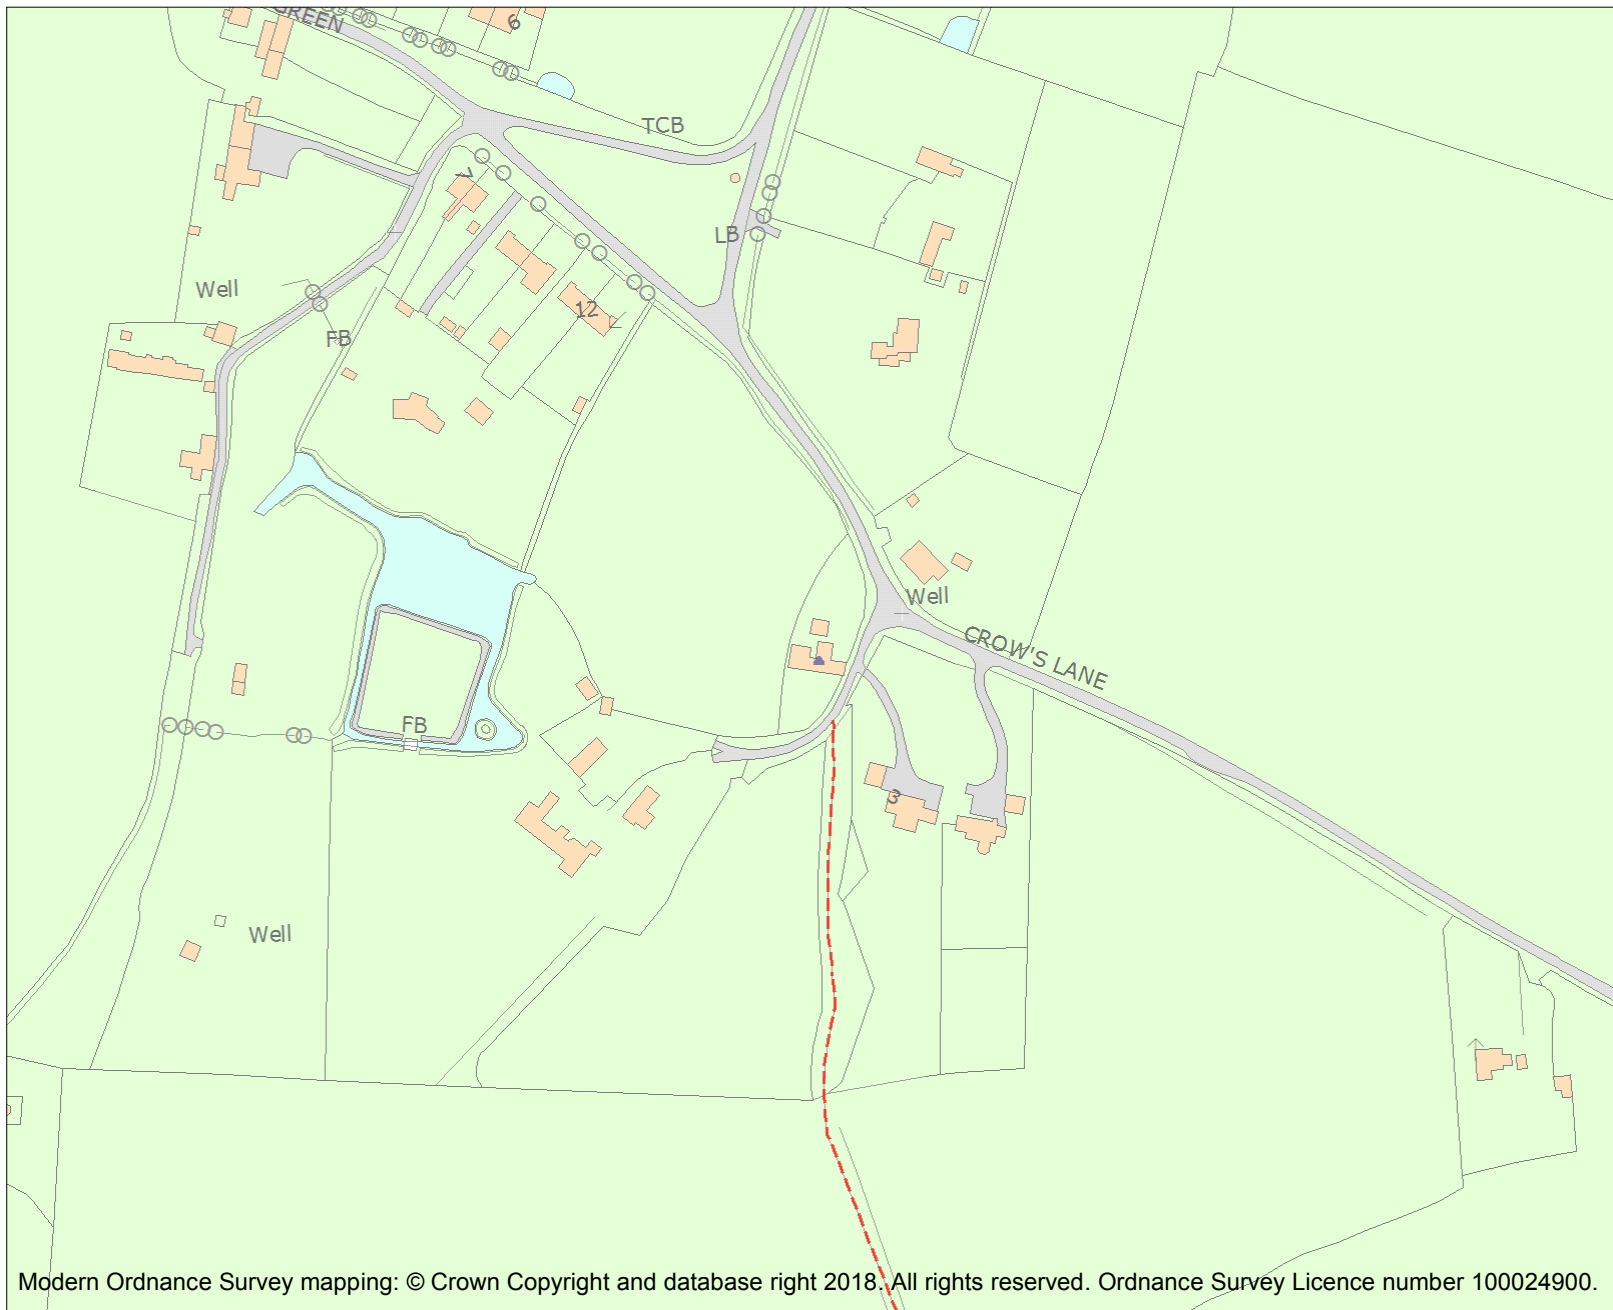 GREEN
6
TCB
7
LB
Well
12
FB
Well
CROW'S LANE
FB
3
Well
Modern Ordnance Survey mapping: © Crown Copyright and database right 2018. All rights reserved. Ordnance Survey Licence number 100024900.